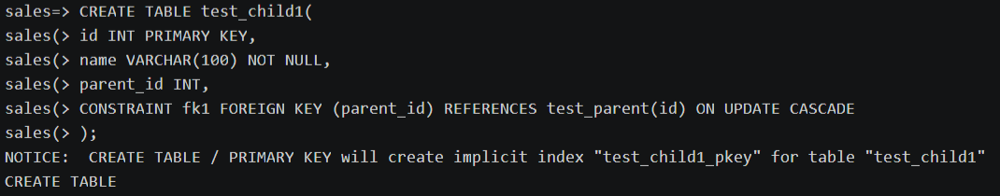 sales=> CREATE TABLE test_child1(
sales(> id INT PRIMARY KEY,
sales(> name VARCHAR(100) NOT NULL,
sales(> parent_id INT,
sales(> CONSTRAINT fk1 FOREIGN KEY (parent_id) REFERENCES test_parent(id) ON UPDATE CASCADE
sales(> );
NOTICE:  CREATE TABLE / PRIMARY KEY will create implicit index "test_child1_pkey" for table "test_child1"
CREATE TABLE